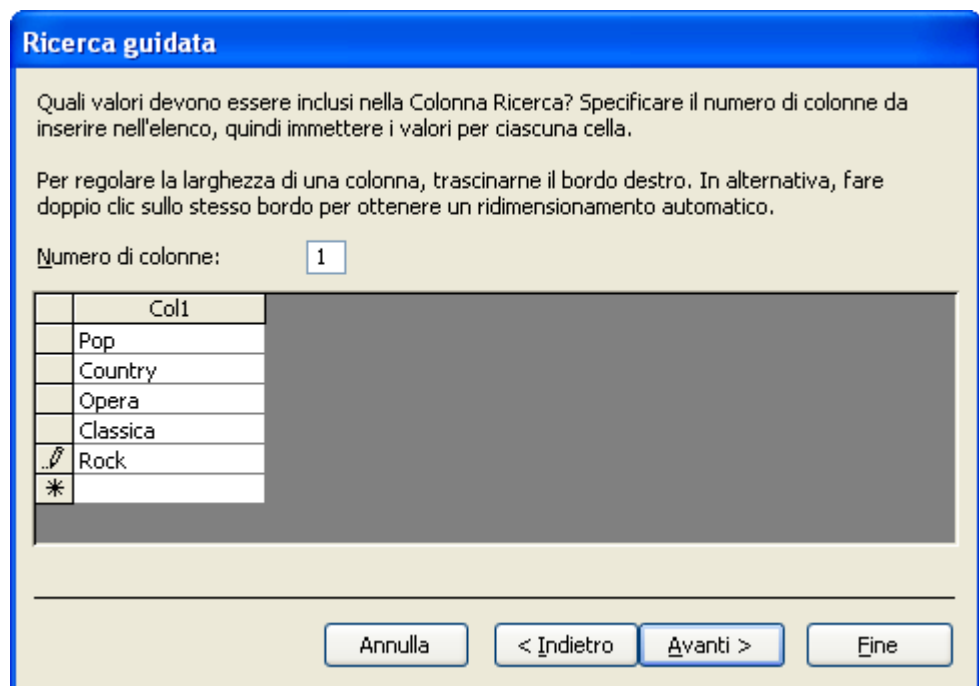 Ricerca guidata
Quali valori devono essere inclusi nella Colonna Ricerca? Specificare il numero di colonne da
inserire nell'elenco, quindi immettere i valori per ciascuna cella.
Per regolare la larghezza di una colonna, trascinarne il bordo destro. In alternativa, fare
doppio clic sullo stesso bordo per ottenere un ridimensionamento automatico.
Numero di colonne: 1
Col1
Pop
Country
Opera
Classica
Rock
Annulla < Indietro Avanti > Fine